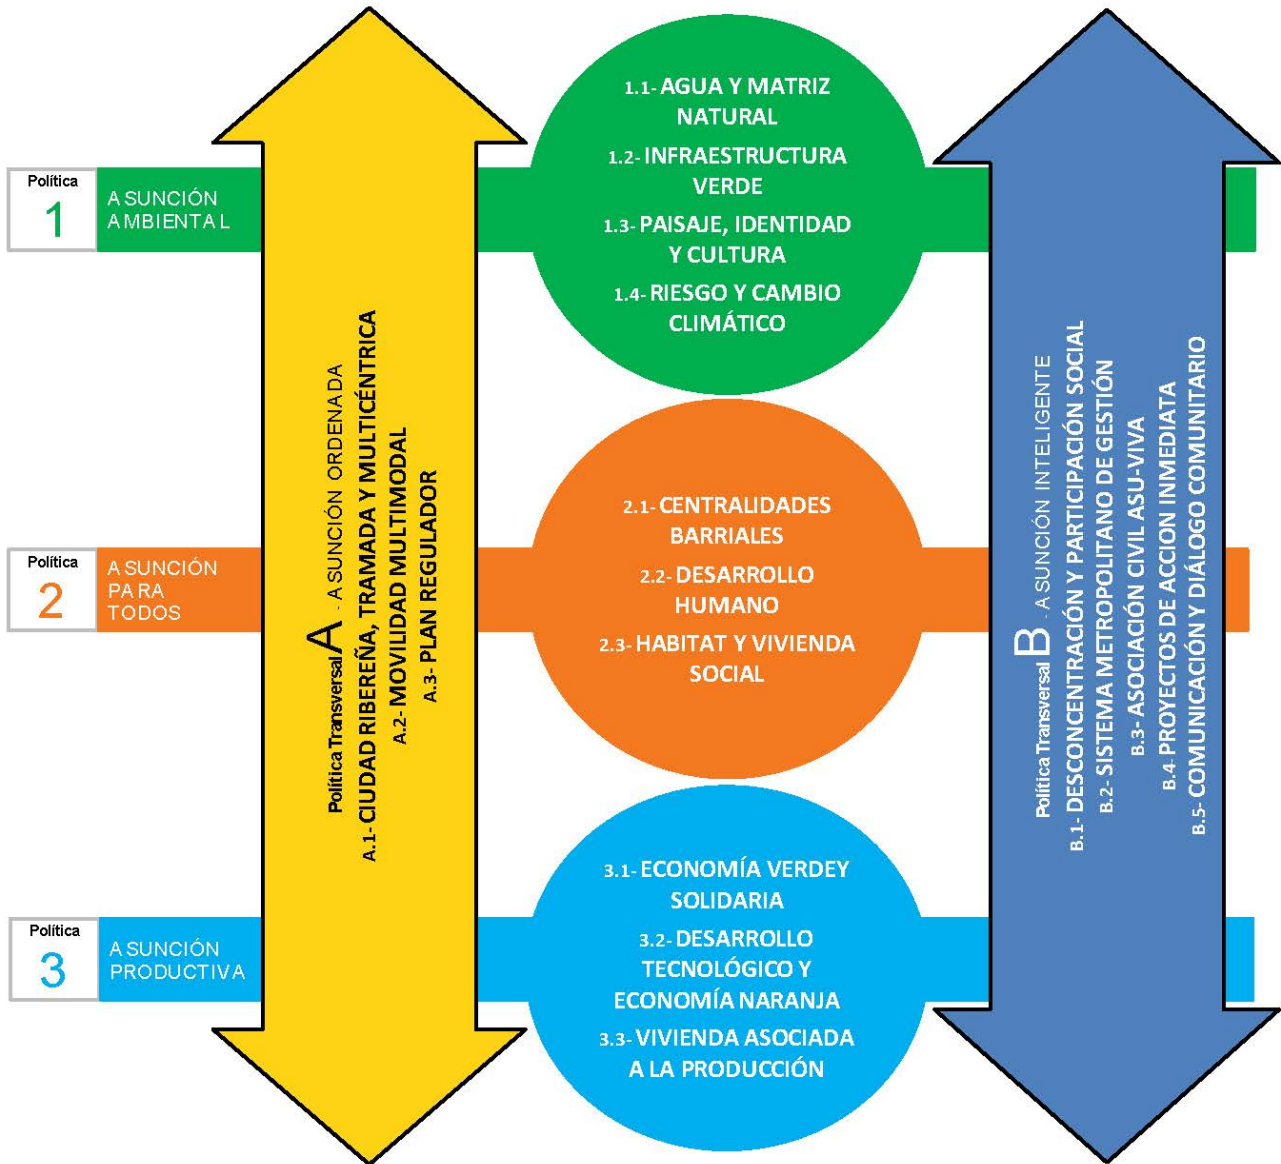 Política
1
ASUNCIÓN
AMBIENTAL
1.1- AGUA Y MATRIZ
NATURAL
1.2- INFRAESTRUCTURA
VERDE
1.3- PAISAJE, IDENTIDAD
Y CULTURA
1.4- RIESGO Y CAMBIO
CLIMÁTICO
Política
2
ASUNCIÓN
PARA
TODOS
2.1- CENTRALIDADES
BARRIALES
2.2- DESARROLLO
HUMANO
2.3- HABITAT Y VIVIENDA
SOCIAL
Política
3
ASUNCIÓN
PRODUCTIVA
3.1- ECONOMÍA VERDEY
SOLIDARIA
3.2- DESARROLLO
TECNOLÓGICO Y
ECONOMÍA NARANJA
3.3- VIVIENDA ASOCIADA
A LA PRODUCCIÓN
Política Transversal A - ASUNCIÓN ORDENADA
A.1- CIUDAD RIBEREÑA, TRAMADA Y MULTICÉNTRICA
A.2- MOVILIDAD MULTIMODAL
A.3- PLAN REGULADOR
Política Transversal B - ASUNCIÓN INTELIGENTE
B.1- DESCONCENTRACIÓN Y PARTICIPACIÓN SOCIAL
B.2- SISTEMA METROPOLITANO DE GESTIÓN
B.3- ASOCIACIÓN CIVIL ASU-VIVA
B.4- PROYECTOS DE ACCION INMEDIATA
B.5- COMUNICACIÓN Y DIÁLOGO COMUNITARIO